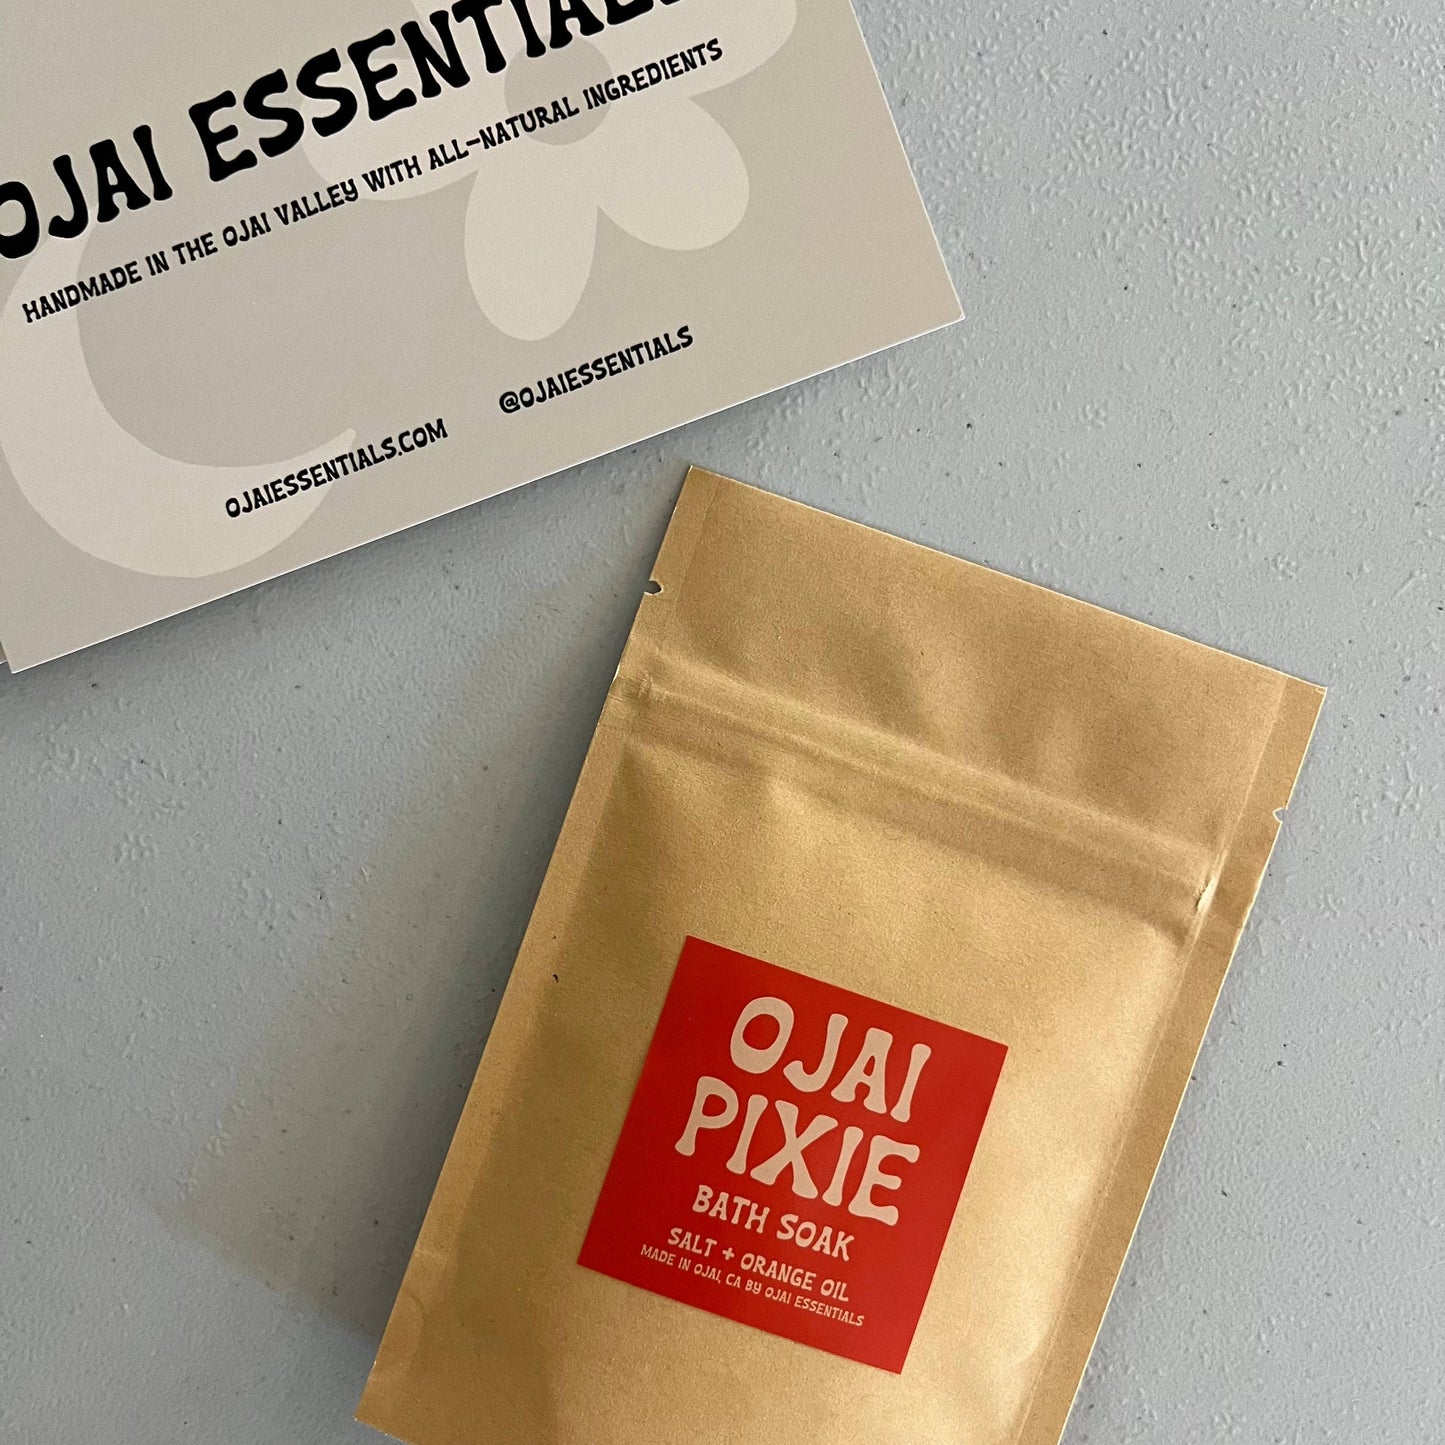 OJAI ESSENTIALS
HANDMADE IN THE OJAI VALLEY WITH ALL-NATURAL INGREDIENTS
OJAIESSENTIALS.COM @OJAIESSENTIALS
OJAI
PIXIE
BATH SOAK
SALT + ORANGE OIL
MADE IN OJAI, CA BY OJAI ESSENTIALS